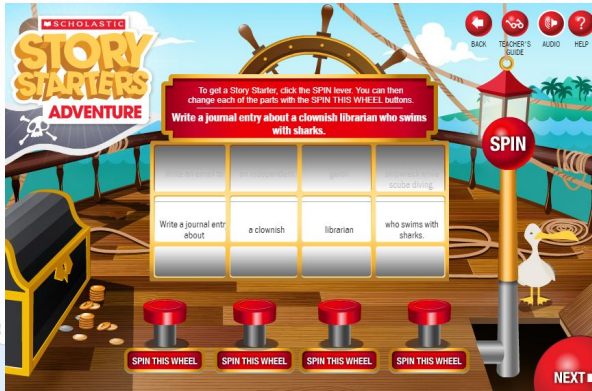 SCHOLASTIC
STORY
STARTERS
ADVENTURE
BACK
TEACHER'S
GUIDE
AUDIO
HELP
To get a Story Starter, click the SPIN lever. You can then
change each of the parts with the SPIN THIS WHEEL buttons.
Write a journal entry about a clownish librarian who swims
with sharks.
SPIN
scube diving.
Write a journal entr
about
a clownish
librarian
who swims with
sharks.
SPIN THIS WHEEL
SPIN THIS WHEEL
SPIN THIS WHEEL
SPIN THIS WHEEL
NEXT